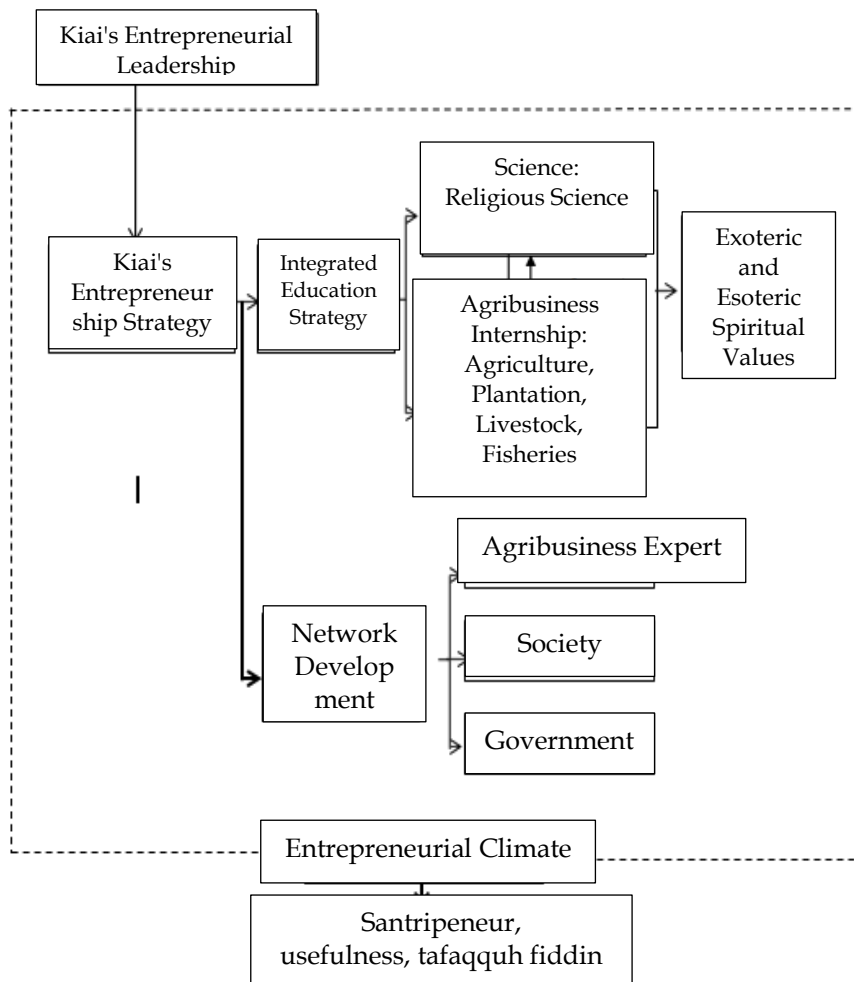 Kiai's Entrepreneurial
Leadership
Science:
Religious Science
Kiai's
Entrepreneur
ship Strategy
Integrated
Education
Strategy
Agribusiness
Internship:
Agriculture,
Plantation,
Livestock,
Fisheries
Exoteric
and
Esoteric
Spiritual
Values
Agribusiness Expert
Network
Develop
ment
Society
Government
Entrepreneurial Climate
Santripeneur,
usefulness, tafaqquh fiddin